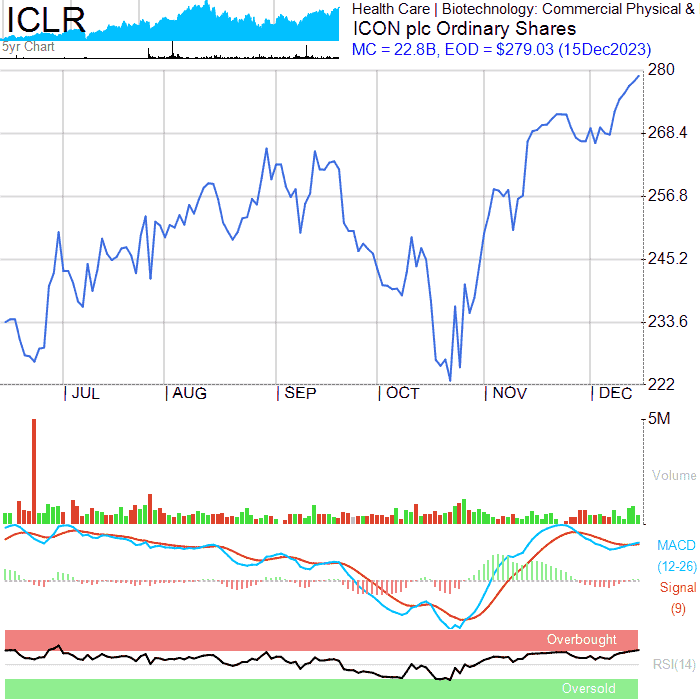 ICLR
5yr Chart
Health Care | Biotechnology: Commercial Physical &
ICON plc Ordinary Shares
MC = 22.8B, EOD = $279.03 (15Dec2023)
280
268.4
256.8
245.2
233.6
222
JUL AUG SEP OCT NOV DEC
5M
Volume
MACD
(12-26)
Signal
(9)
Overbought
RSI(14)
Oversold